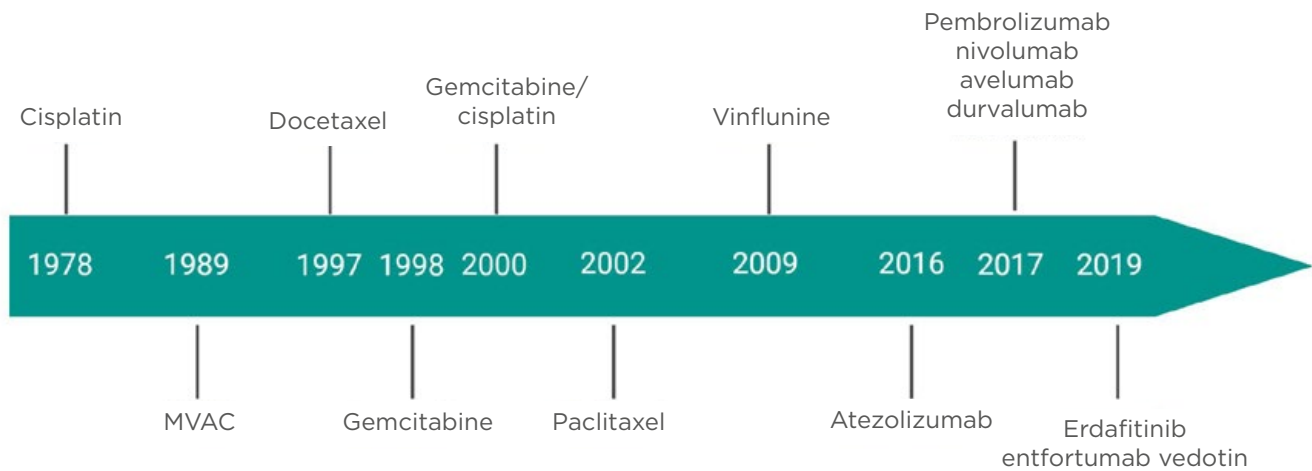 Pembrolizumab
nivolumab
avelumab
durvalumab
Gemcitabine/
cisplatin
Cisplatin
Docetaxel
Vinflunine
1978 1989 1997 1998 2000 2002 2009 2016 2017 2019
MVAC
Gemcitabine
Paclitaxel
Atezolizumab
Erdafitinib
entfortumab vedotin